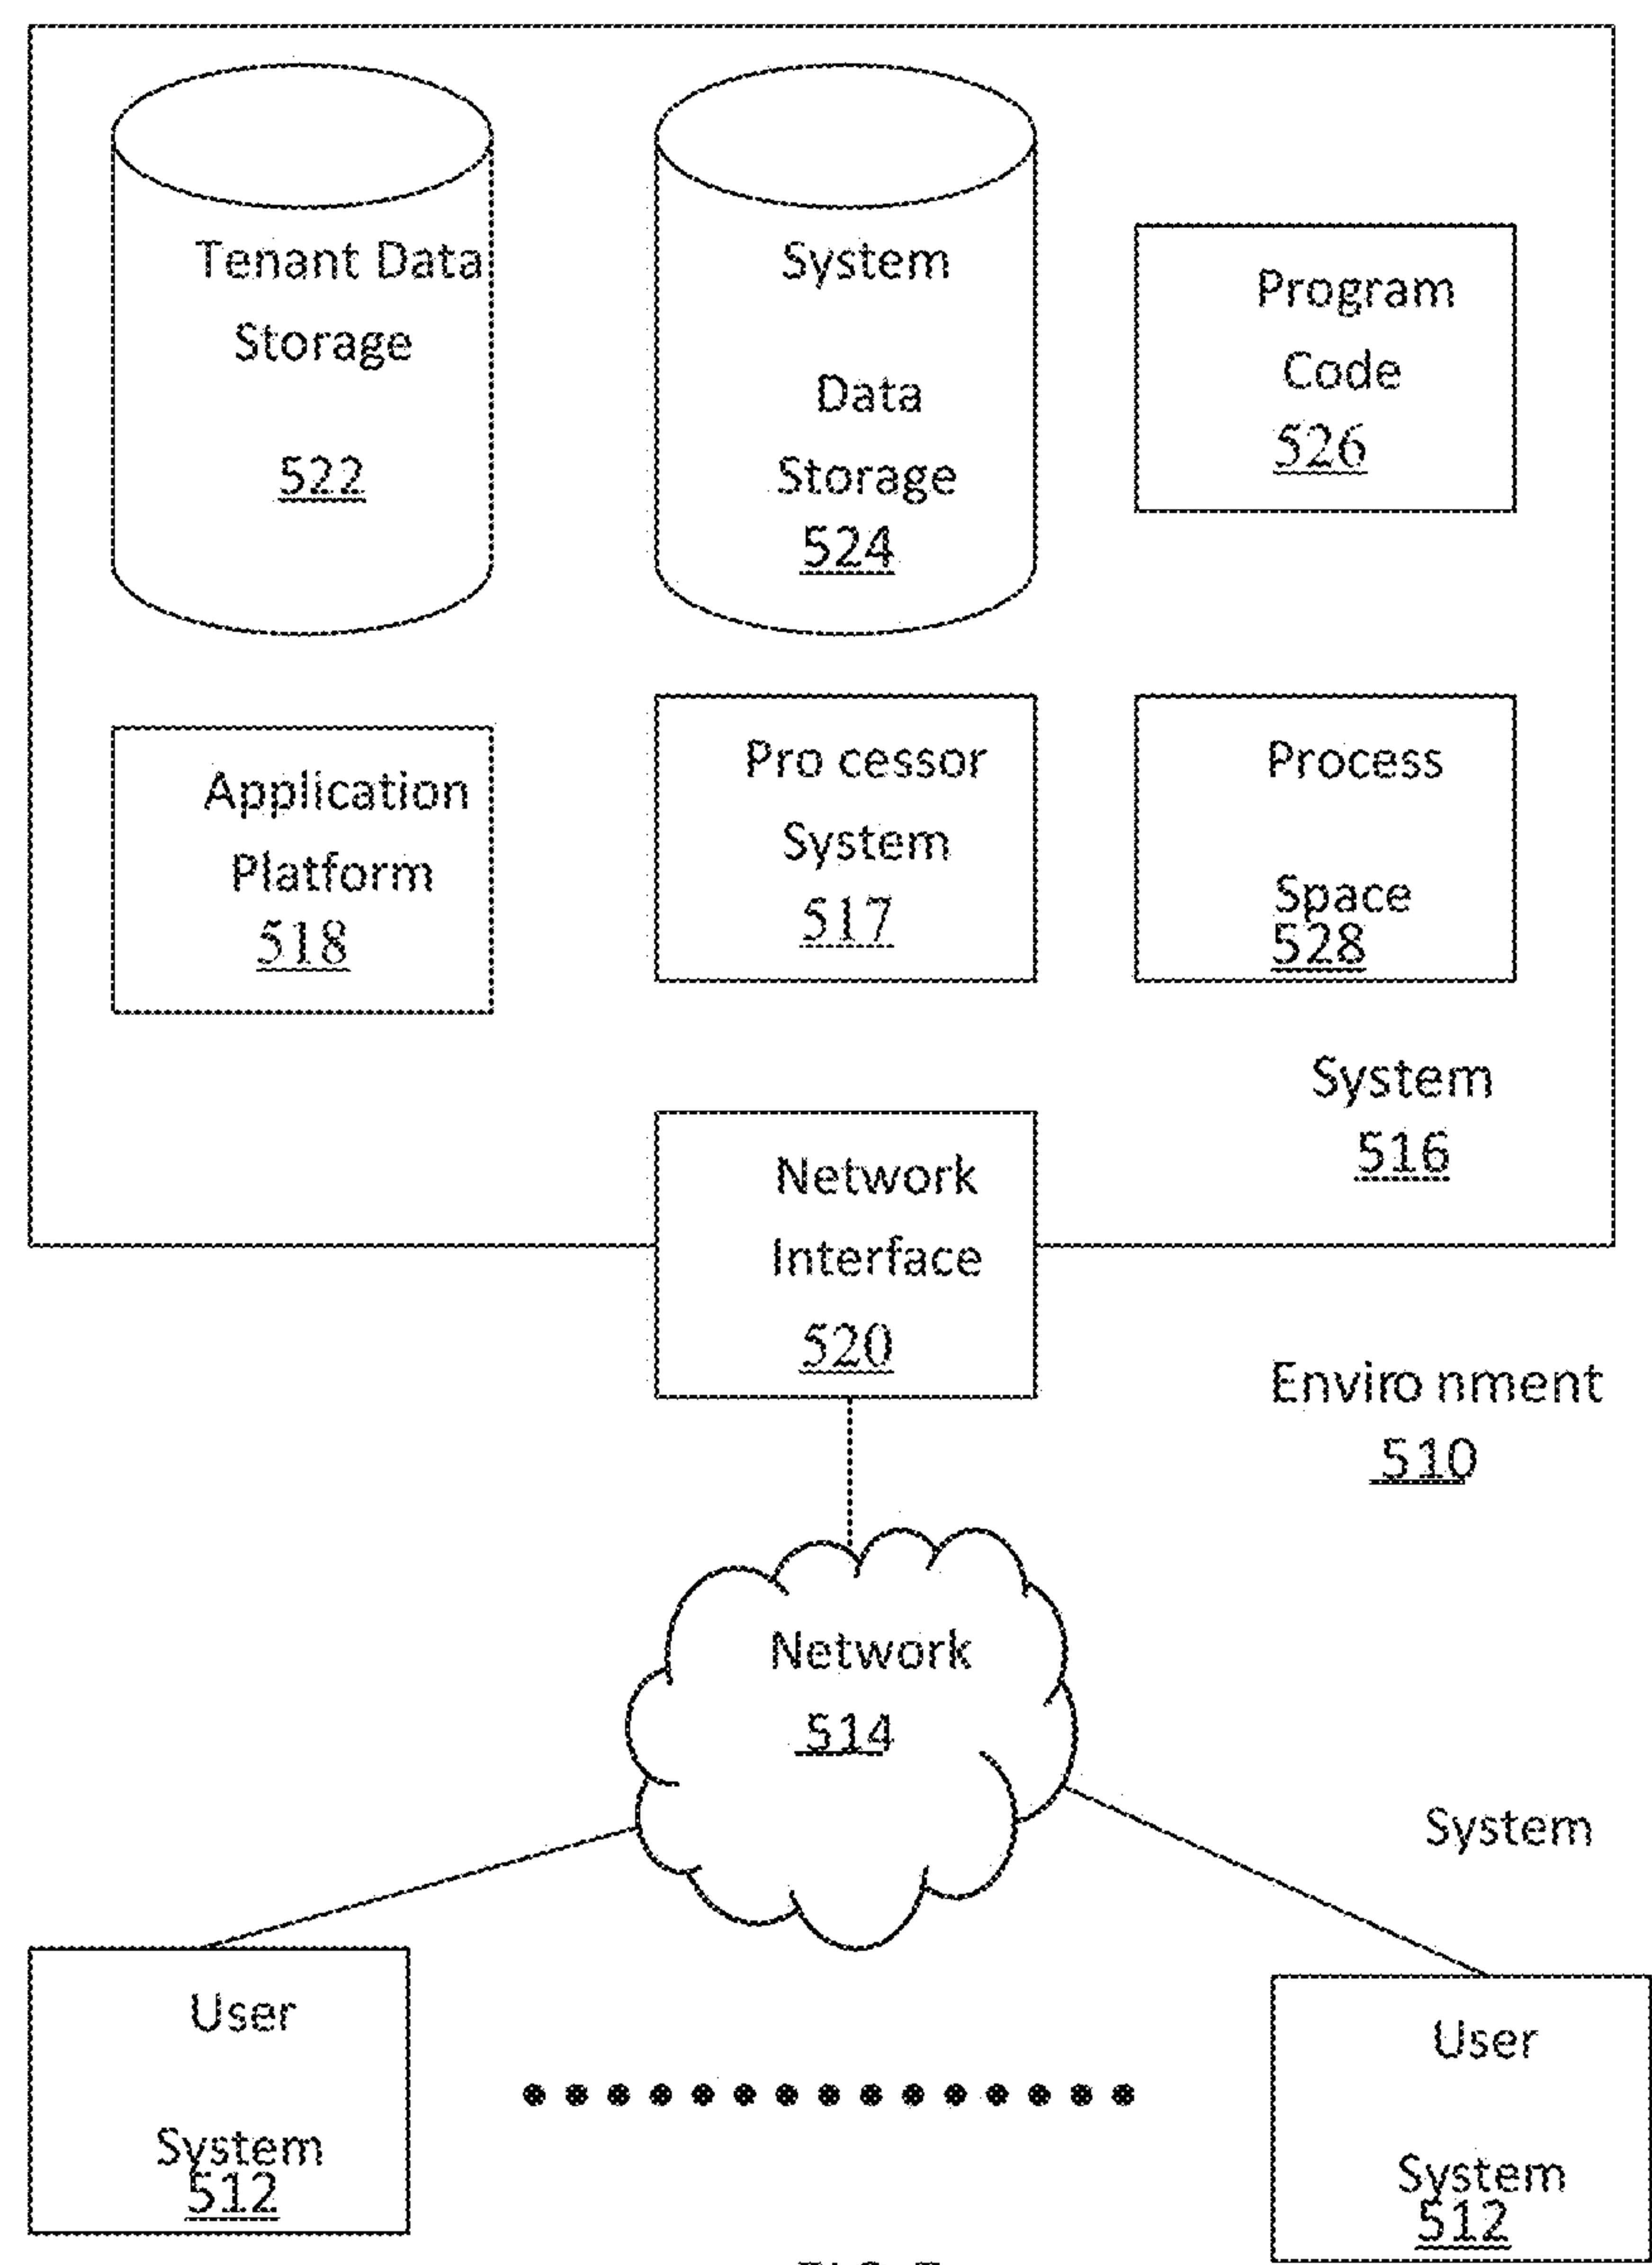 Tenant Data
Storage
522
System
Data
Storage
524
Program
Code
526
Application
Platform
518
Pro cessor
System
517
Process
Space
528
System
516
Network
Interface
520
Enviro nment
510
Network
514
System
User
System
512
User
System
512